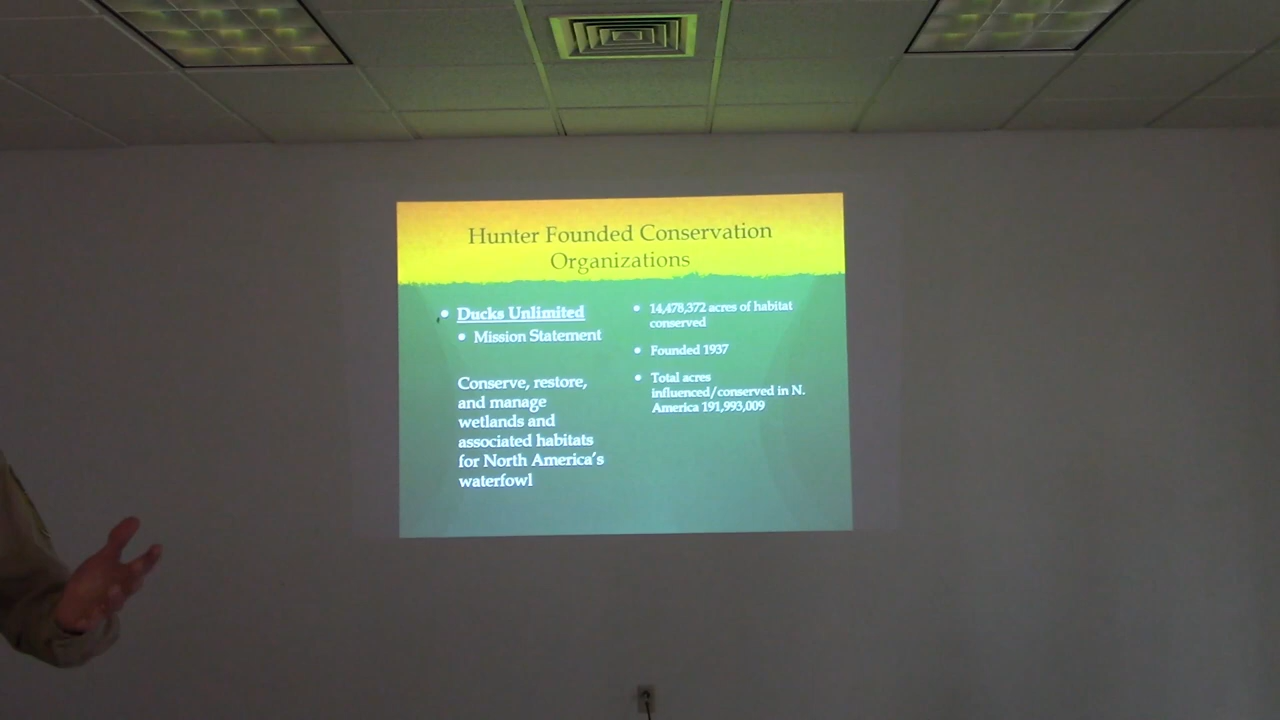 Hunter Founded Conservation
Organizations
• Ducks Unlimited
• Mission Statement
Conserve, restore,
and manage
wetlands and
associated habitats
for North America's
waterfowl
• 14,478,372 acres of habitat
conserved
• Founded 1937
• Total acres
influenced/conserved in N.
America 191,993,009